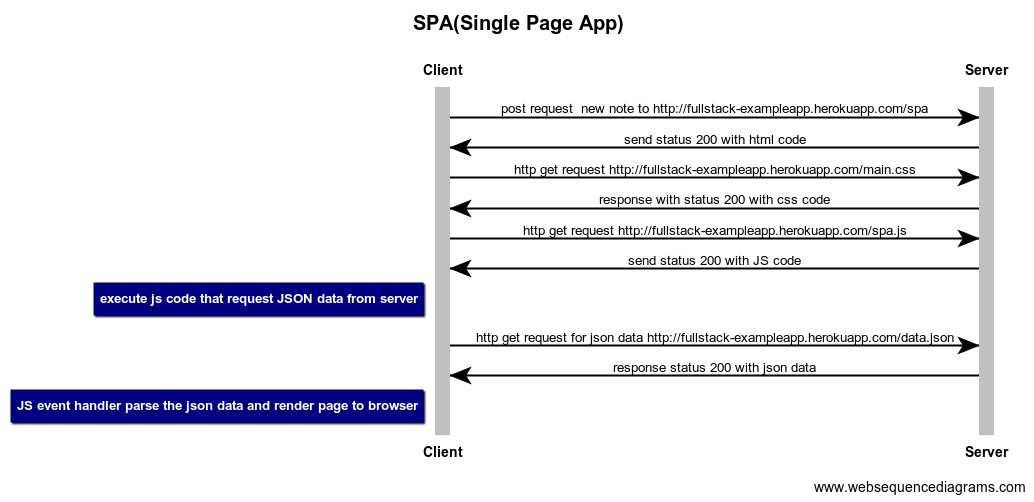 SPA(Single Page App)
Client
Server
post request  new note to http://fullstack-exampleapp.herokuapp.com/spa
send status 200 with html code
http get request http://fullstack-exampleapp.herokuapp.com/main.css
response with status 200 with css code
http get request http://fullstack-exampleapp.herokuapp.com/spa.js
send status 200 with JS code
execute js code that request JSON data from server
http get request for json data http://fullstack-exampleapp.herokuapp.com/data.json
response status 200 with json data
JS event handler parse the json data and render page to browser
Client
Server
www.websequencediagrams.com